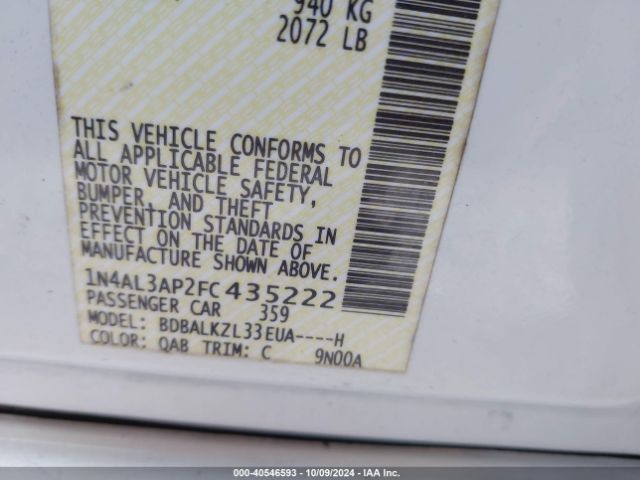 940 KG
2072 LB
THIS VEHICLE CONFORMS TO
ALL APPLICABLE FEDERAL
MOTOR VEHICLE SAFETY,
BUMPER, AND THEFT
PREVENTION STANDARDS IN
EFFECT ON THE DATE OF
MANUFACTURE SHOWN ABOVE.
1N4AL3AP2FC435222
PASSENGER CAR 359
MODEL: BDBALKZL33EUA----H
COLOR: QAB TRIM: C 9N00A
000-40546593 - 10/09/2024 - IAA Inc.